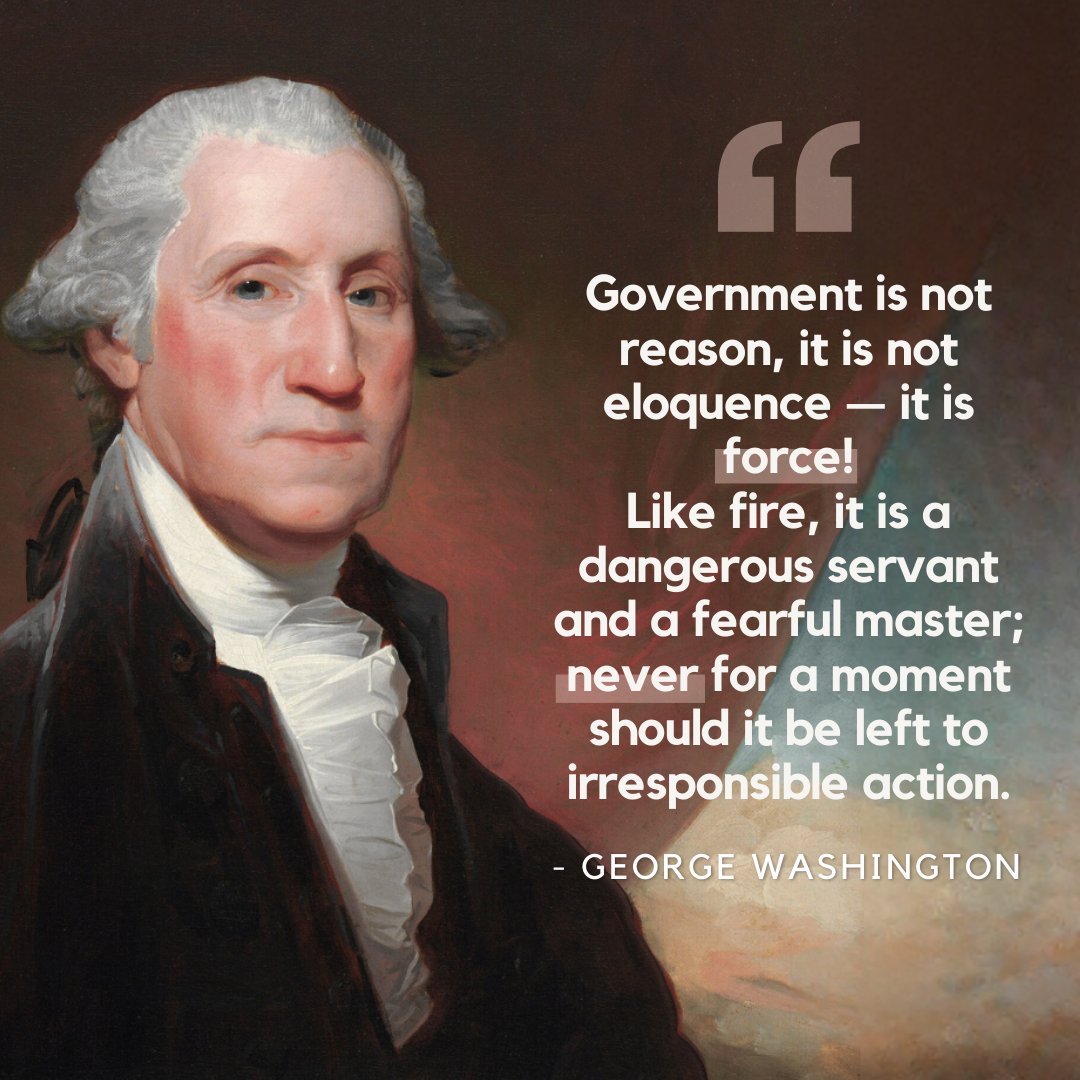 “
Government is not
reason, it is not
eloquence — it is
force!
Like fire, it is a
dangerous servant
and a fearful master;
never for a moment
should it be left to
irresponsible action.
- GEORGE WASHINGTON